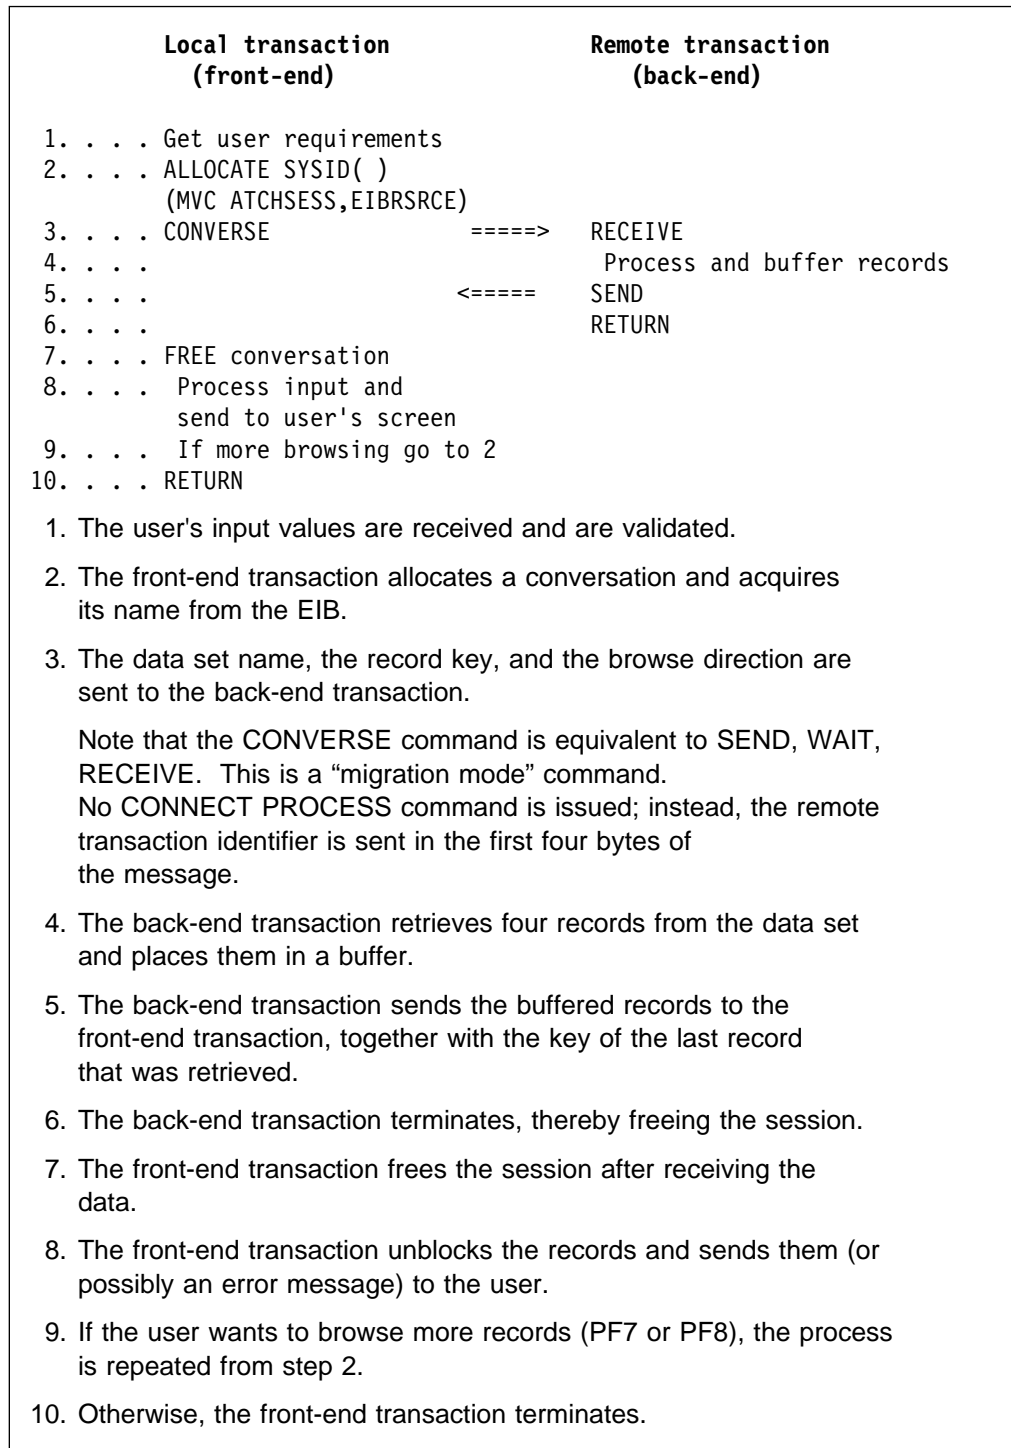 Local transaction Remote transaction
(front-end) (back-end)
1. . . . Get user requirements
2. . . . ALLOCATE SYSID( )
(MVC ATCHSESS,EIBRSRCE)
3. . . . CONVERSE =====> RECEIVE
4. . . . Process and buffer records
5. . . . <===== SEND
6. . . . RETURN
7. . . . FREE conversation
8. . . . Process input and
send to user's screen
9. . . . If more browsing go to 2
10. . . . RETURN
1. The user's input values are received and are validated.
2. The front-end transaction allocates a conversation and acquires
its name from the EIB.
3. The data set name, the record key, and the browse direction are
sent to the back-end transaction.
Note that the CONVERSE command is equivalent to SEND, WAIT,
RECEIVE. This is a “migration mode” command.
No CONNECT PROCESS command is issued; instead, the remote
transaction identifier is sent in the first four bytes of
the message.
4. The back-end transaction retrieves four records from the data set
and places them in a buffer.
5. The back-end transaction sends the buffered records to the
front-end transaction, together with the key of the last record
that was retrieved.
6. The back-end transaction terminates, thereby freeing the session.
7. The front-end transaction frees the session after receiving the
data.
8. The front-end transaction unblocks the records and sends them (or
possibly an error message) to the user.
9. If the user wants to browse more records (PF7 or PF8), the process
is repeated from step 2.
10. Otherwise, the front-end transaction terminates.